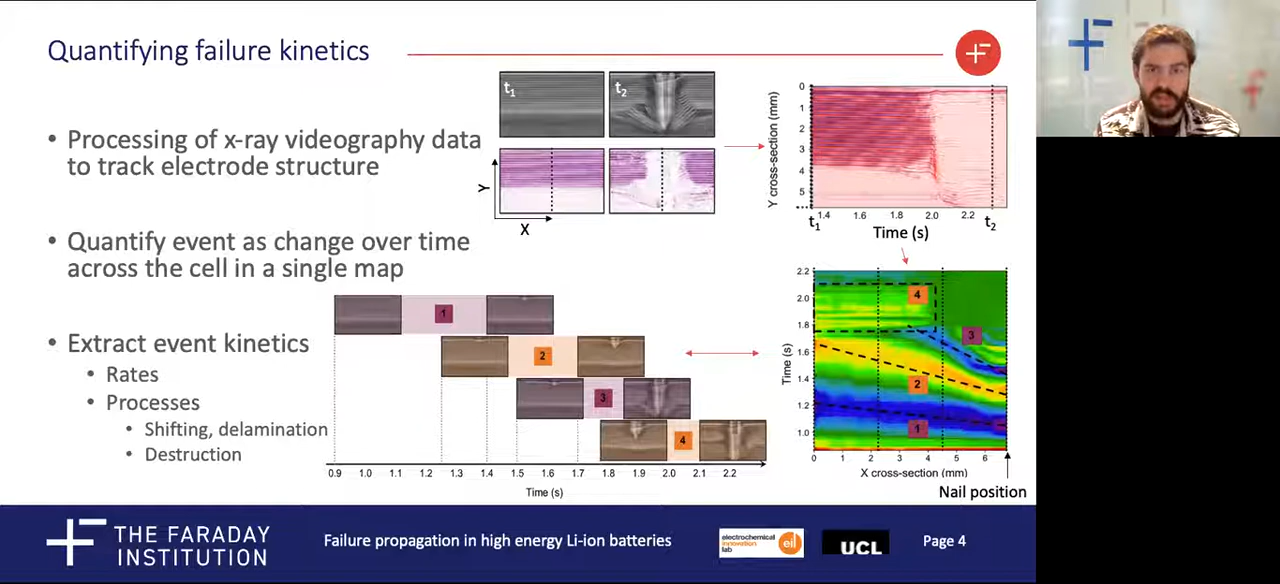 Quantifying failure kinetics
• Processing of x-ray videography data
to track electrode structure
• Quantify event as change over time
across the cell in a single map
• Extract event kinetics
• Rates
• Processes
• Shifting, delamination
• Destruction
t1
t2
Y
X
Y cross-section (mm)
0
1
2
3
4
5
1.4 1.6 1.8 2.0 2.2
t1
t2
Time (s)
1
2
3
4
0.9 1.0 1.1 1.2 1.3 1.4 1.5 1.6 1.7 1.8 1.9 2.0 2.1 2.2
Time (s)
Time (s)
2.2
2.0
1.8
1.6
1.4
1.2
1.0
4
3
2
1
0 1 2 3 4 5 6
X cross-section (mm)
Nail position
THE FARADAY
INSTITUTION
Failure propagation in high energy Li-ion batteries
electrochemical
innovation
lab
eil
UCL
Page 4